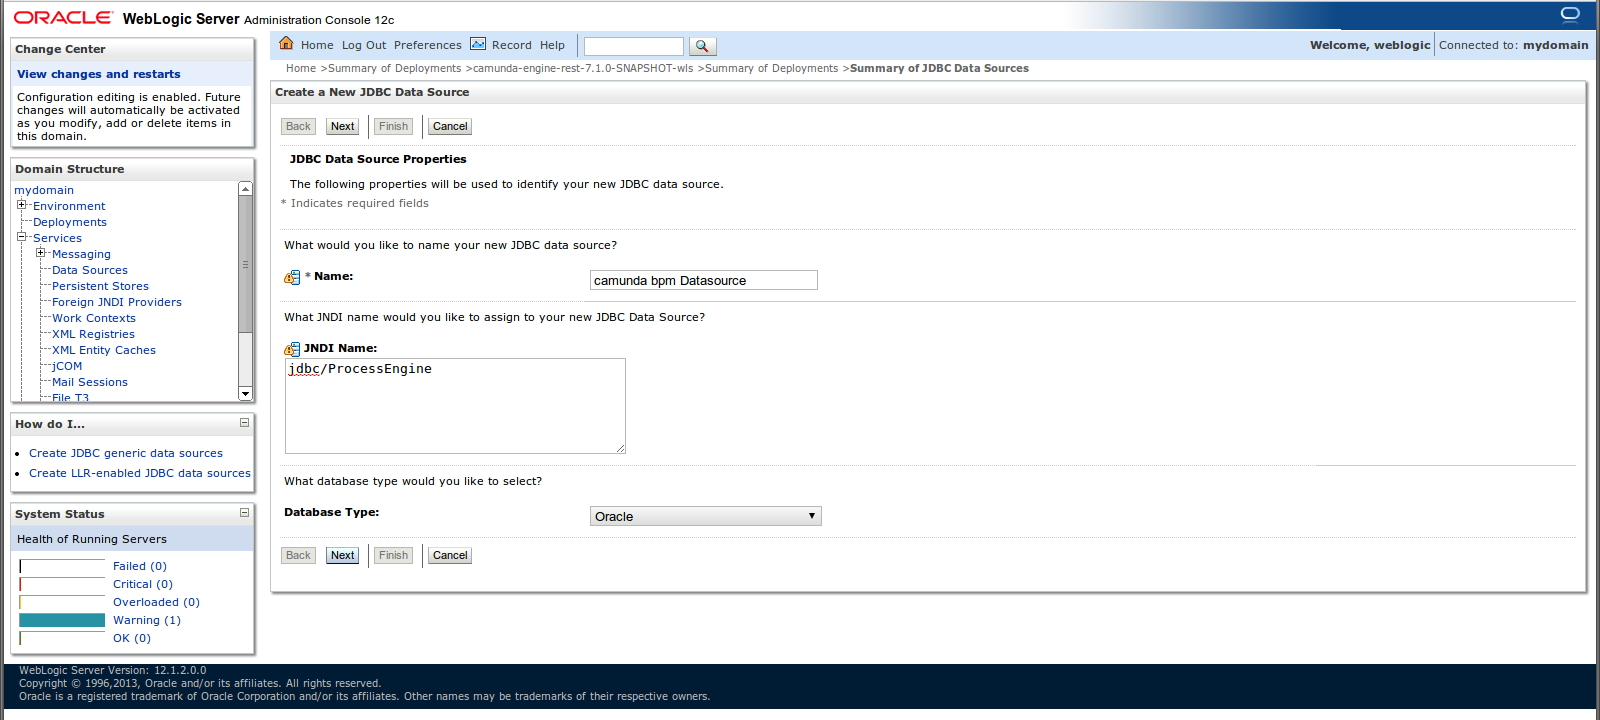 ORACLE WebLogic Server Administration Console 12c
Change Center
View changes and restarts
Configuration editing is enabled. Future
changes will automatically be activated
as you modify, add or delete items in
this domain.
Domain Structure
mydomain
Environment
Deployments
Services
Messaging
Data Sources
Persistent Stores
Foreign JNDI Providers
Work Contexts
XML Registries
XML Entity Caches
jCOM
Mail Sessions
File T3
How do I...
Create JDBC generic data sources
Create LLR-enabled JDBC data sources
System Status
Health of Running Servers
Failed (0)
Critical (0)
Overloaded (0)
Warning (1)
OK (0)
Home Log Out Preferences Record Help
Welcome, weblogic Connected to: mydomain
Home >Summary of Deployments >camunda-engine-rest-7.1.0-SNAPSHOT-wls >Summary of Deployments >Summary of JDBC Data Sources
Create a New JDBC Data Source
Back Next Finish Cancel
JDBC Data Source Properties
The following properties will be used to identify your new JDBC data source.
* Indicates required fields
What would you like to name your new JDBC data source?
* Name: camunda bpm Datasource
What JNDI name would you like to assign to your new JDBC Data Source?
JNDI Name:
jdbc/ProcessEngine
What database type would you like to select?
Database Type: Oracle
Back Next Finish Cancel
WebLogic Server Version: 12.1.2.0.0
Copyright © 1996,2013, Oracle and/or its affiliates. All rights reserved.
Oracle is a registered trademark of Oracle Corporation and/or its affiliates. Other names may be trademarks of their respective owners.